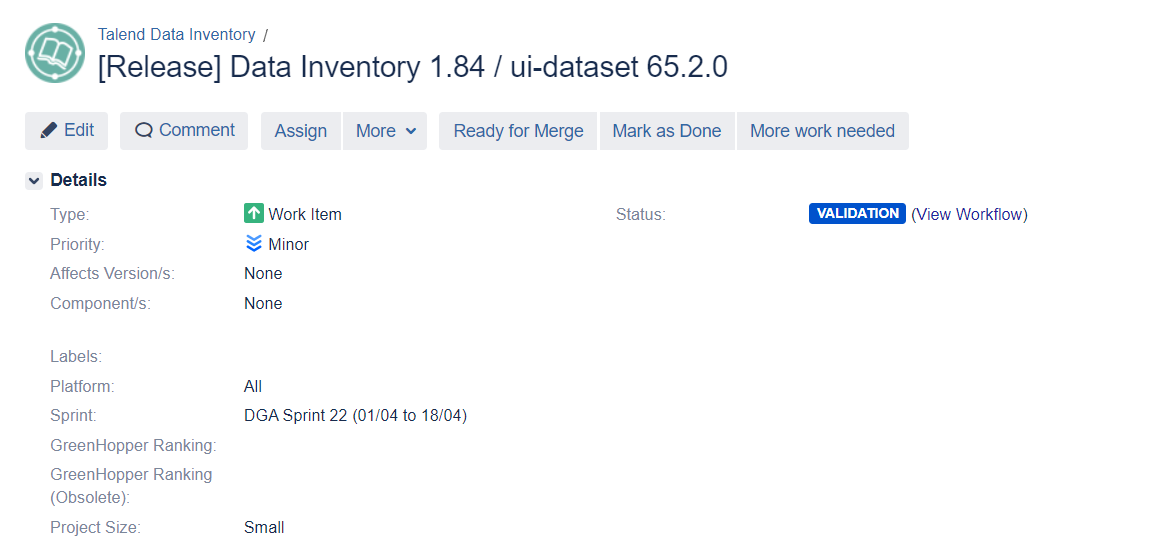 Talend Data Inventory /
[Release] Data Inventory 1.84 / ui-dataset 65.2.0
Edit Comment Assign More Ready for Merge Mark as Done More work needed
Details
Type: Work Item Status: VALIDATION (View Workflow)
Priority: Minor
Affects Version/s: None
Component/s: None
Labels:
Platform: All
Sprint: DGA Sprint 22 (01/04 to 18/04)
GreenHopper Ranking:
GreenHopper Ranking
(Obsolete):
Project Size: Small